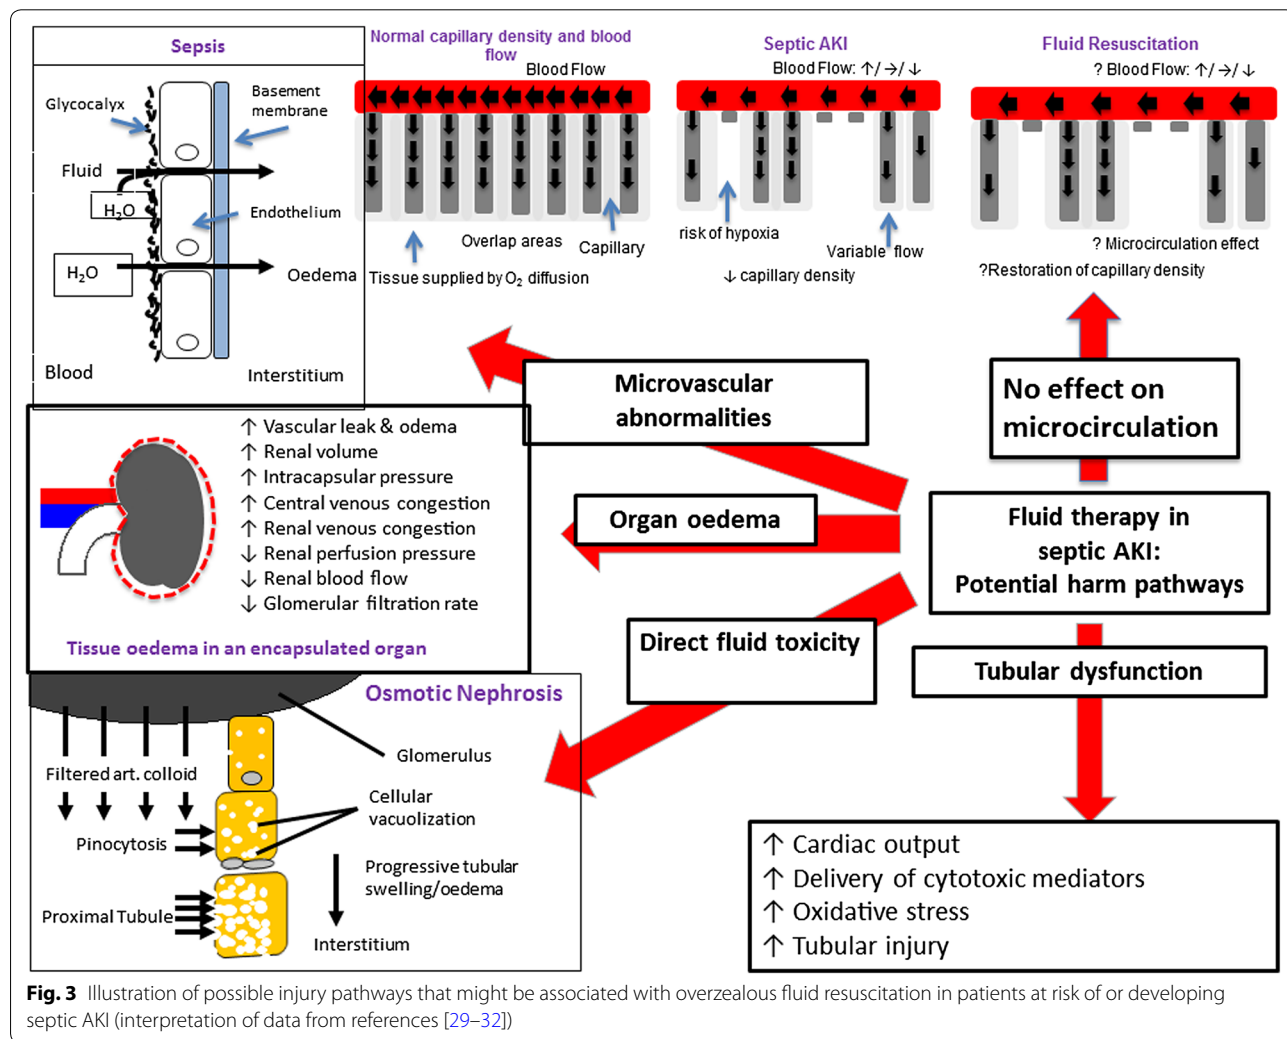 Sepsis
Glycocalyx
Basement
membrane
Fluid
H₂O
Endothelium
H₂O
Oedema
Blood
Interstitium
Normal capillary density and blood
flow
Blood Flow
Overlap areas
Capillary
Tissue supplied by O₂ diffusion
Septic AKI
Blood Flow: ↑/ →/ ↓
risk of hypoxia
Variable flow
↓ capillary density
Fluid Resuscitation
? Blood Flow: ↑/ →/ ↓
? Microcirculation effect
?Restoration of capillary density
Microvascular
abnormalities
No effect on
microcirculation
↑ Vascular leak & odema
↑ Renal volume
↑ Intracapsular pressure
↑ Central venous congestion
↑ Renal venous congestion
↓ Renal perfusion pressure
↓ Renal blood flow
↓ Glomerular filtration rate
Tissue oedema in an encapsulated organ
Organ oedema
Fluid therapy in
septic AKI:
Potential harm pathways
Direct fluid toxicity
Tubular dysfunction
Osmotic Nephrosis
Glomerulus
Filtered art. colloid
Cellular
vacuolization
Pinocytosis
Progressive tubular
swelling/oedema
Proximal Tubule
Interstitium
↑ Cardiac output
↑ Delivery of cytotoxic mediators
↑ Oxidative stress
↑ Tubular injury
Fig. 3 Illustration of possible injury pathways that might be associated with overzealous fluid resuscitation in patients at risk of or developing
septic AKI (interpretation of data from references [29–32])